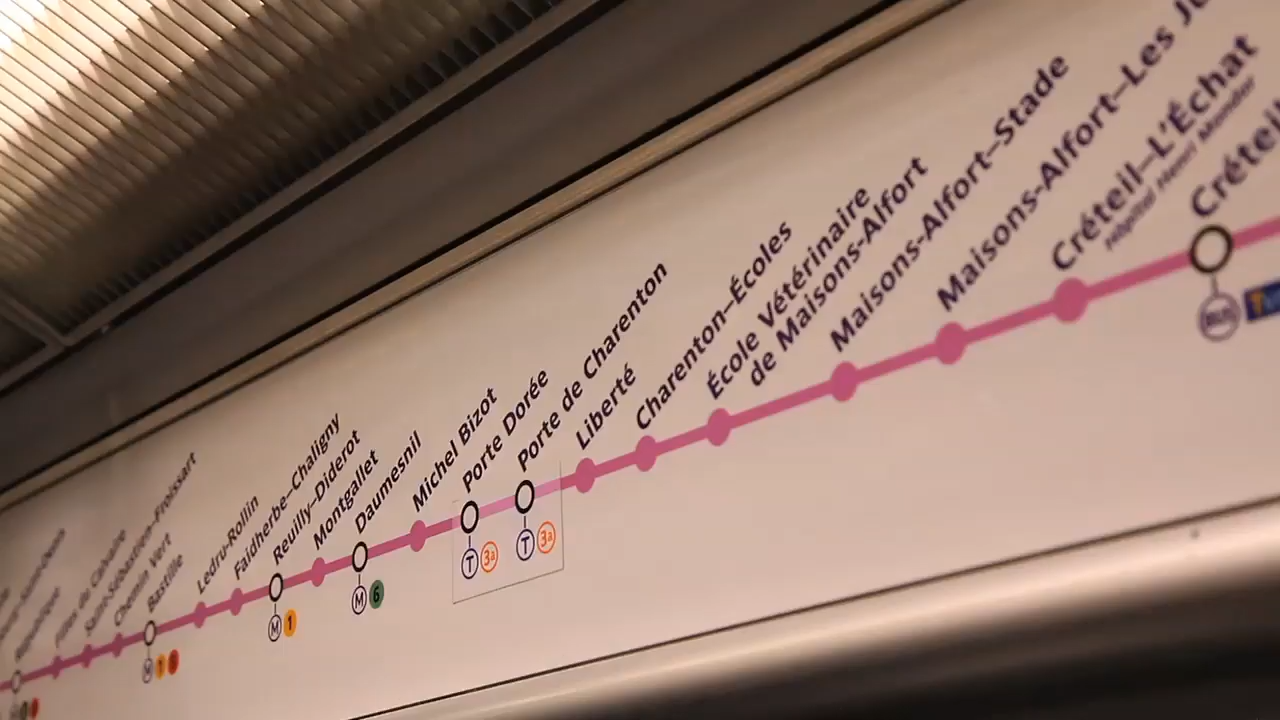 Filles du Calvaire
Saint-Sébastien–Froissart
Chemin Vert
Bastille
M 1
Ledru-Rollin
Faidherbe–Chaligny
Reuilly–Diderot
M 1
Montgallet
Daumesnil
M 6
Michel Bizot
Porte Dorée
T 3a
Porte de Charenton
T 3a
Liberté
Charenton–Écoles
École Vétérinaire
de Maisons-Alfort
Maisons-Alfort–Stade
Maisons-Alfort–Les
Créteil–L'Échat
Hôpital Henri Mondor
Créteil
BUS